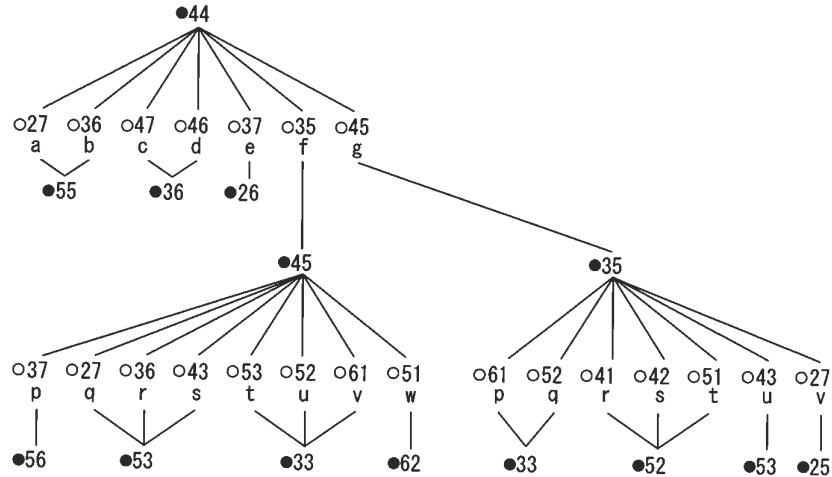 ●44
○27 ○36 ○47 ○46 ○37 ○35 ○45
a b c d e f g
●55 ●36 ●26
●45 ●35
○37 ○27 ○36 ○43 ○53 ○52 ○61 ○51 ○61 ○52 ○41 ○42 ○51 ○43 ○27
p q r s t u v w p q r s t u v
●56 ●53 ●33 ●62 ●33 ●52 ●53 ●25